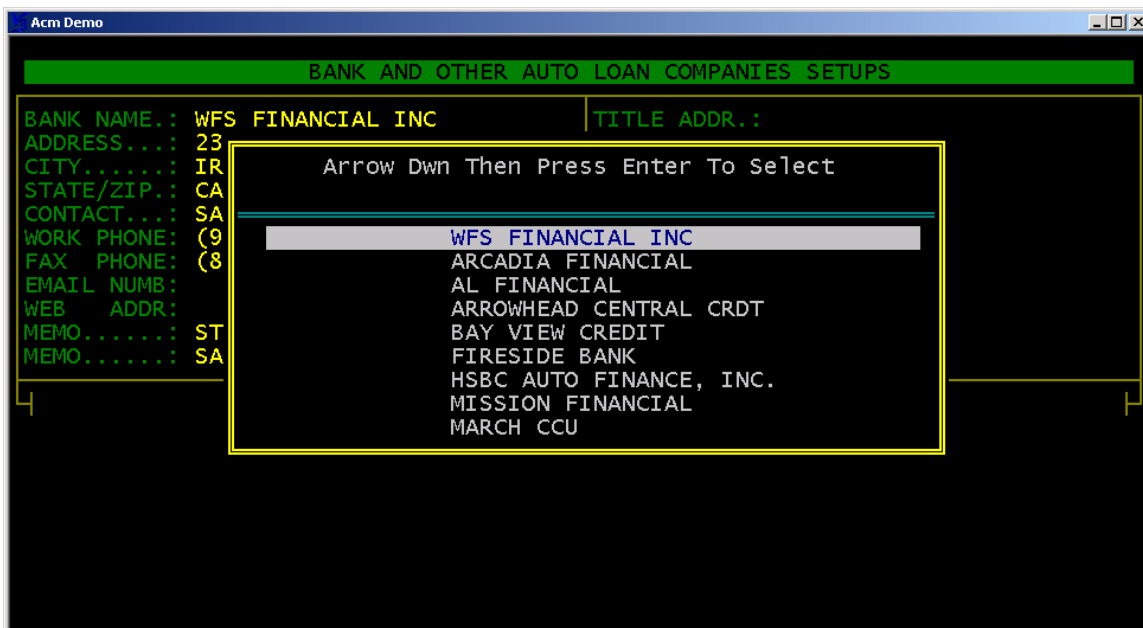 Acm Demo
BANK AND OTHER AUTO LOAN COMPANIES SETUPS
BANK NAME.: WFS FINANCIAL INC TITLE ADDR.:
ADDRESS...: 23
CITY......: IR
STATE/ZIP.: CA
CONTACT...: SA
WORK PHONE: (9
FAX PHONE: (8
EMAIL NUMB:
WEB ADDR:
MEMO......: ST
MEMO......: SA
Arrow Dwn Then Press Enter To Select
WFS FINANCIAL INC
ARCADIA FINANCIAL
AL FINANCIAL
ARROWHEAD CENTRAL CRDT
BAY VIEW CREDIT
FIRESIDE BANK
HSBC AUTO FINANCE, INC.
MISSION FINANCIAL
MARCH CCU